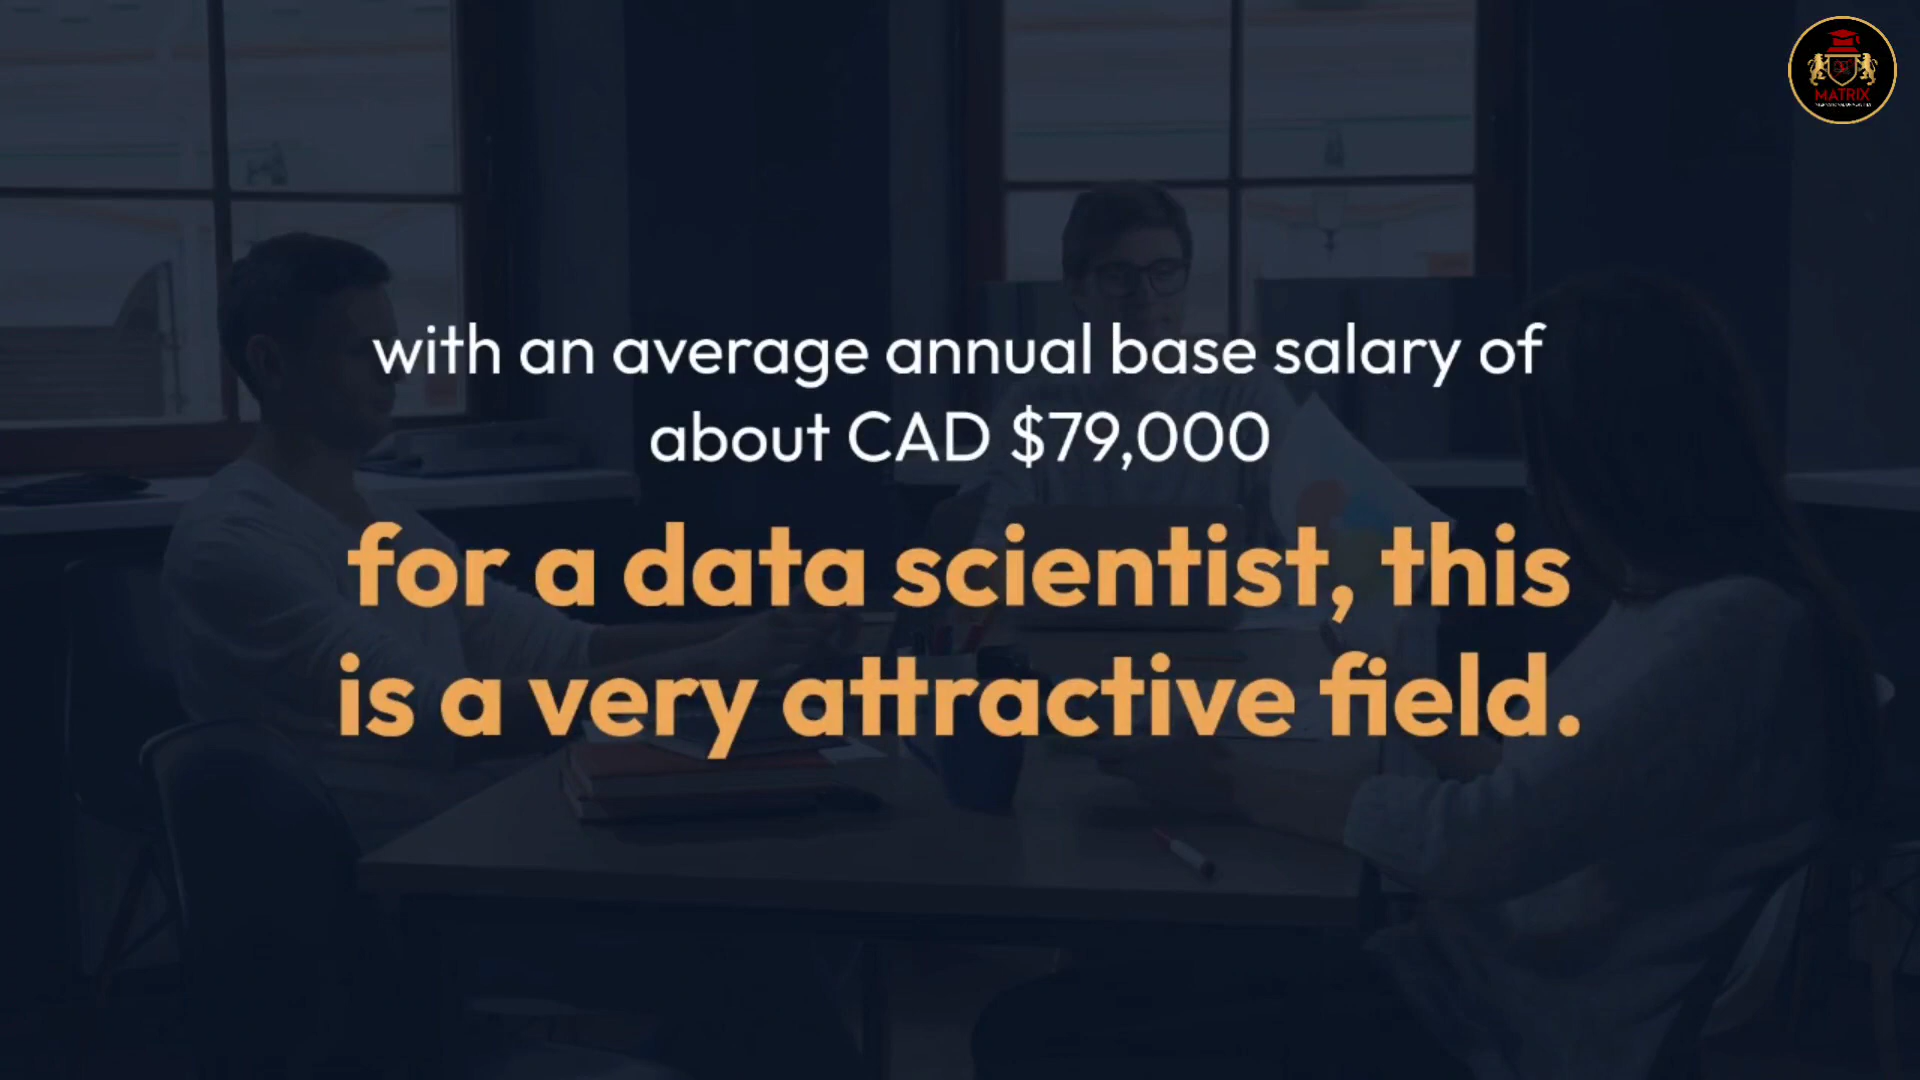 MATRIX
with an average annual base salary of
about CAD $79,000
for a data scientist, this
is a very attractive field.